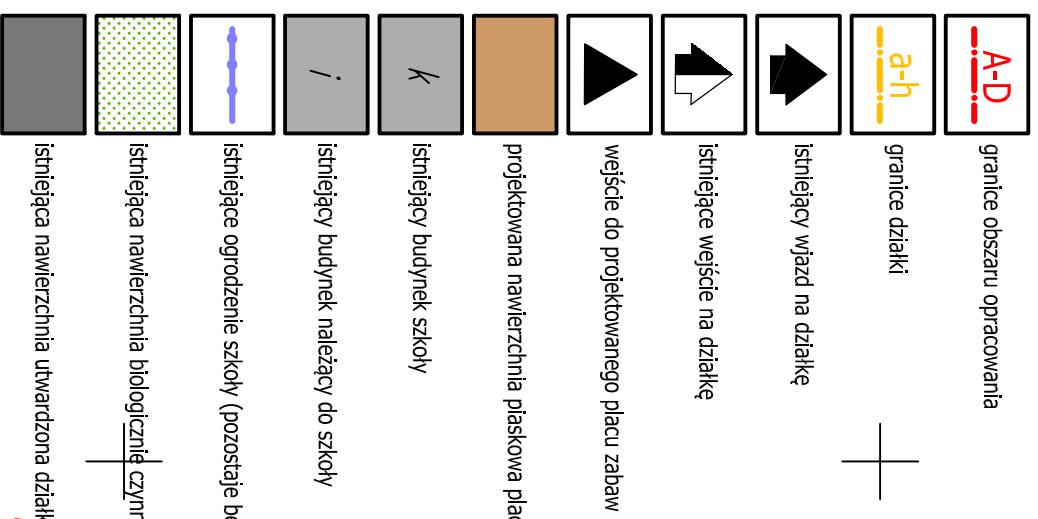 A-D granice obszaru opracowania
a-h granice działki
istniejący wjazd na działkę
istniejące wejście na działkę
wejście do projektowanego placu zabaw
projektowana nawierzchnia piaskowa plac
k istniejący budynek szkoły
i istniejący budynek należący do szkoły
istniejące ogrodzenie szkoły (pozostaje be
istniejąca nawierzchnia biologicznie czynn
istniejąca nawierzchnia utwardzona działk